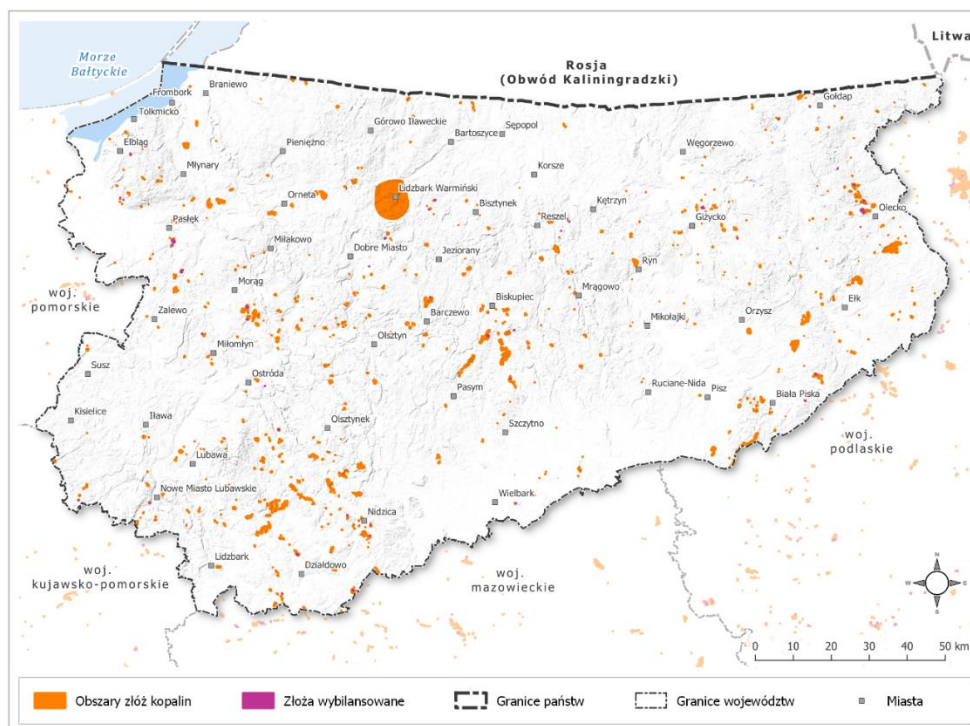 Morze
Bałtyckie
Litwa
Rosja
(Obwód Kaliningradzki)
Frombork
Braniewo
Tolkmicko
Gołdap
Górowo Iławeckie
Sępopol
Bartoszyce
Elbląg
Pieniężno
Węgorzewo
Młynary
Korsze
Lidzbark Warmiński
Orneta
Bisztynek
Kętrzyn
Olecko
Pasłęk
Reszel
Giżycko
Miłakowo
Dobre Miasto
Jeziorany
Ryn
Morąg
Mrągowo
woj.
pomorskie
Zalewo
Biskupiec
Barczewo
Mikołajki
Orzysz
Ełk
Olsztyn
Miłomłyn
Susz
Ostróda
Pasym
Ruciane-Nida
Pisz
Biała Piska
Kisielice
Iława
Olsztynek
Szczytno
woj.
podlaskie
Lubawa
Nowe Miasto Lubawskie
Wielbark
Nidzica
Lidzbark
Działdowo
woj.
kujawsko-pomorskie
woj.
mazowieckie
N
W
E
S
0 10 20 30 40 50 km
Obszary złóż kopalin
Złoża wybilansowane
Granice państw
Granice województw
Miasta